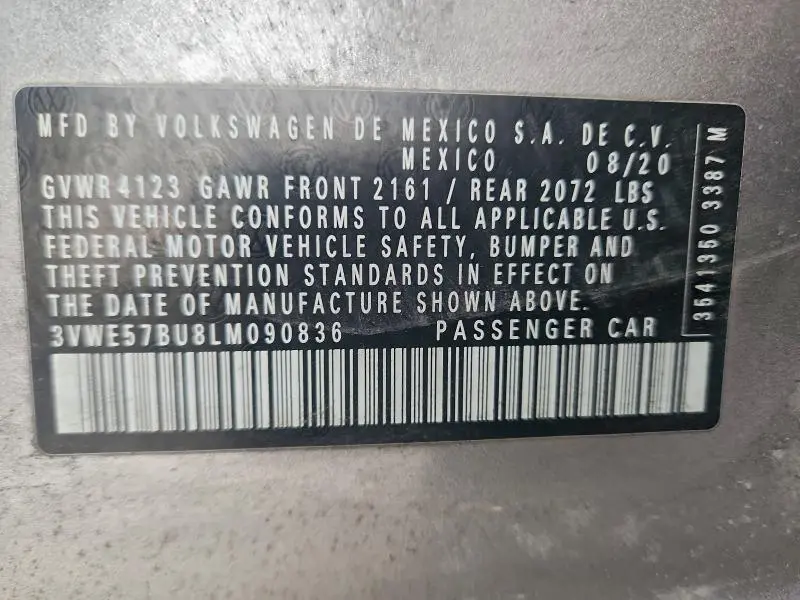 MFD BY VOLKSWAGEN DE MEXICO S.A. DE C.V.
MEXICO 08/20
GVWR 4123 GAWR FRONT 2161 / REAR 2072 LBS
THIS VEHICLE CONFORMS TO ALL APPLICABLE U.S.
FEDERAL MOTOR VEHICLE SAFETY, BUMPER AND
THEFT PREVENTION STANDARDS IN EFFECT ON
THE DATE OF MANUFACTURE SHOWN ABOVE.
3VWE57BU8LM090836 PASSENGER CAR
3541360 3387 M